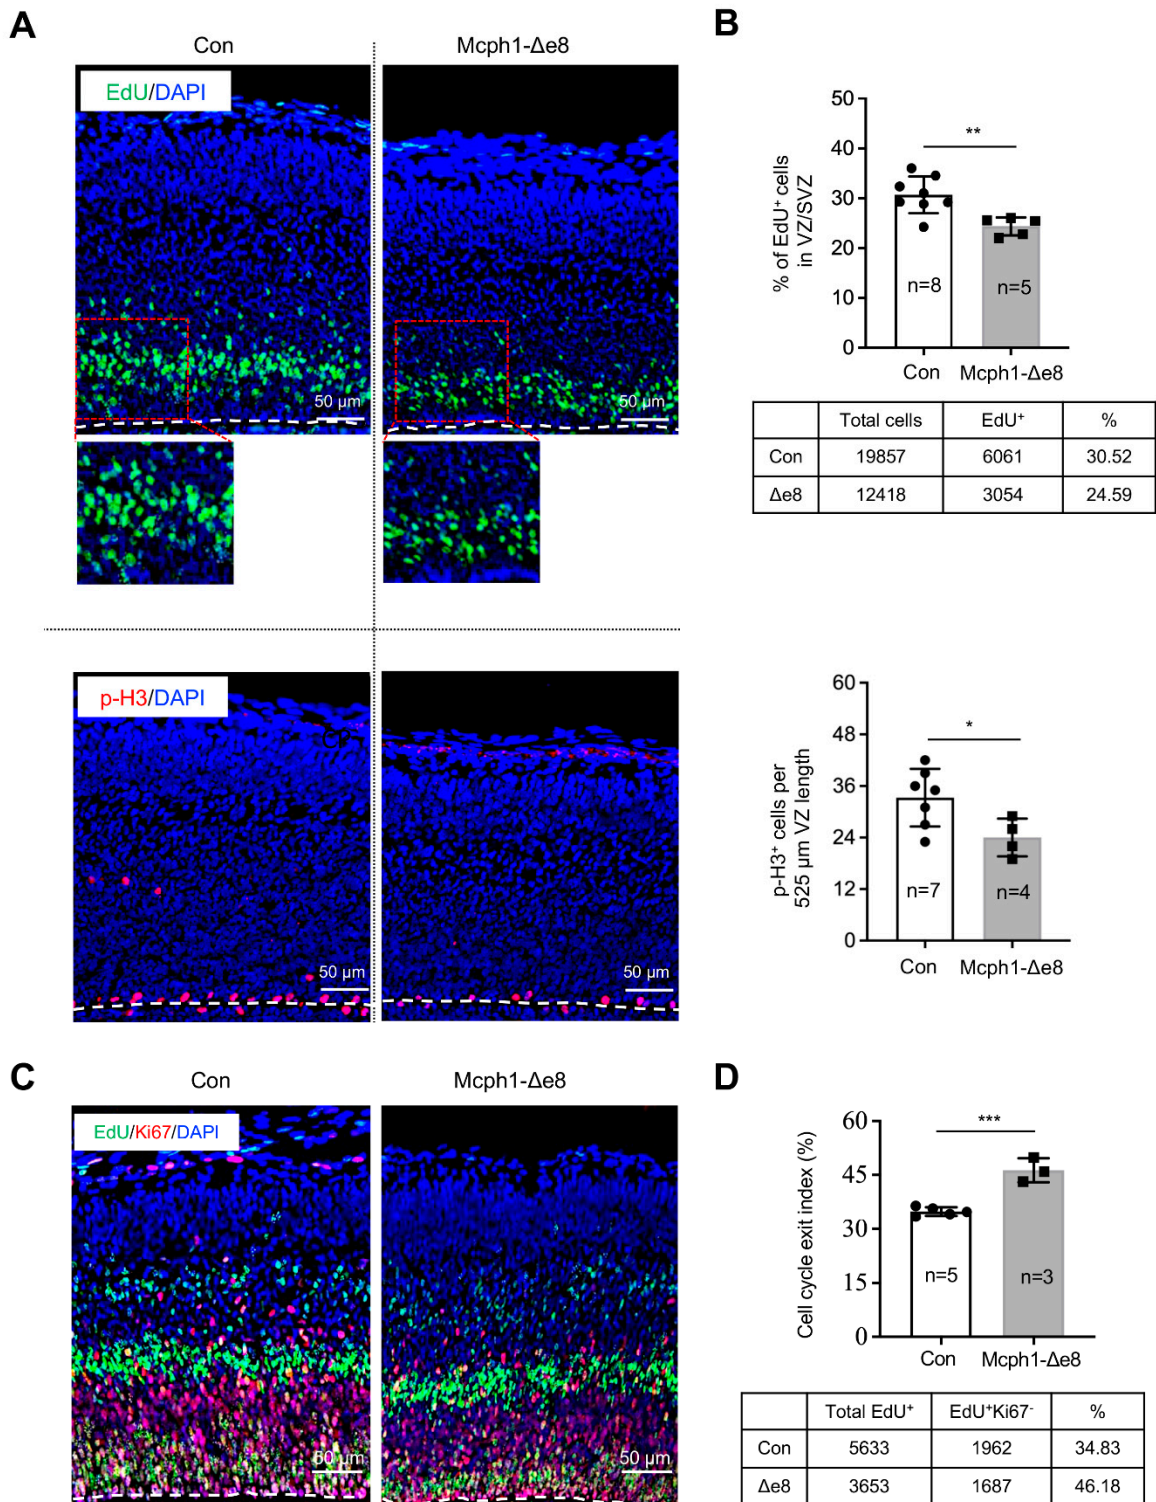 A
Con
Mcph1-Δe8
EdU/DAPI
50 µm
50 µm
p-H3/DAPI
CP
50 µm
50 µm
B
% of EdU⁺ cells
in VZ/SVZ
50
40
30
20
10
0
**
n=8
n=5
Con
Mcph1-Δe8
Total cells EdU⁺ %
Con 19857 6061 30.52
Δe8 12418 3054 24.59
p-H3⁺ cells per
525 µm VZ length
60
48
36
24
12
0
*
n=7
n=4
Con
Mcph1-Δe8
C
Con
Mcph1-Δe8
EdU/Ki67/DAPI
50 µm
50 µm
D
Cell cycle exit index (%)
60
45
30
15
0
***
n=5
n=3
Con
Mcph1-Δe8
Total EdU⁺ EdU⁺Ki67⁻ %
Con 5633 1962 34.83
Δe8 3653 1687 46.18